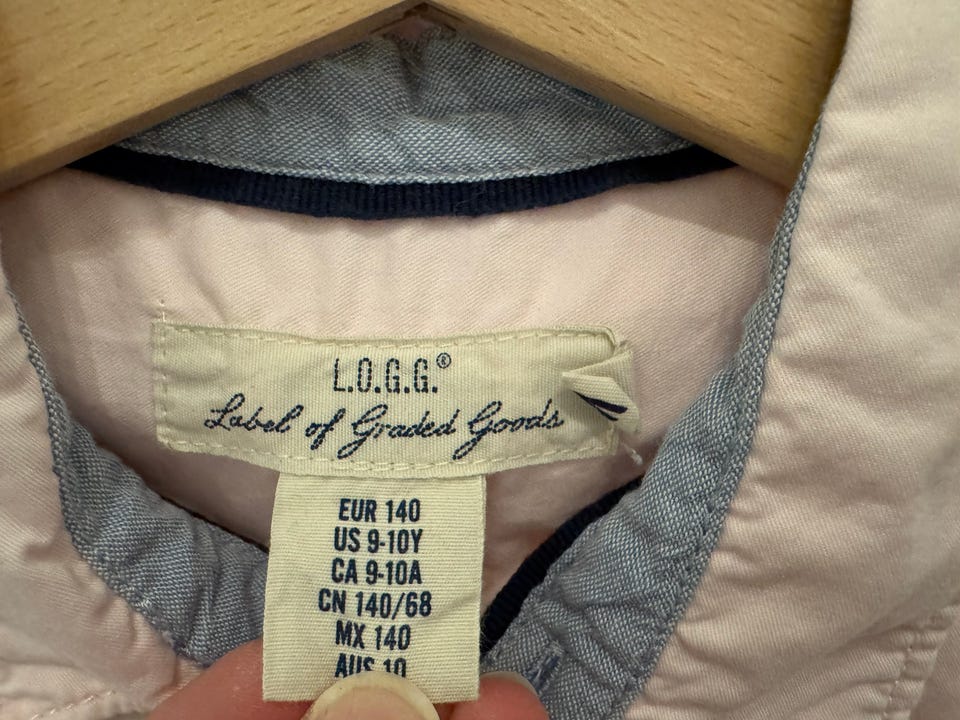 L.O.G.G.®
Label of Graded Goods
EUR 140
US 9-10Y
CA 9-10A
CN 140/68
MX 140
AUS 10